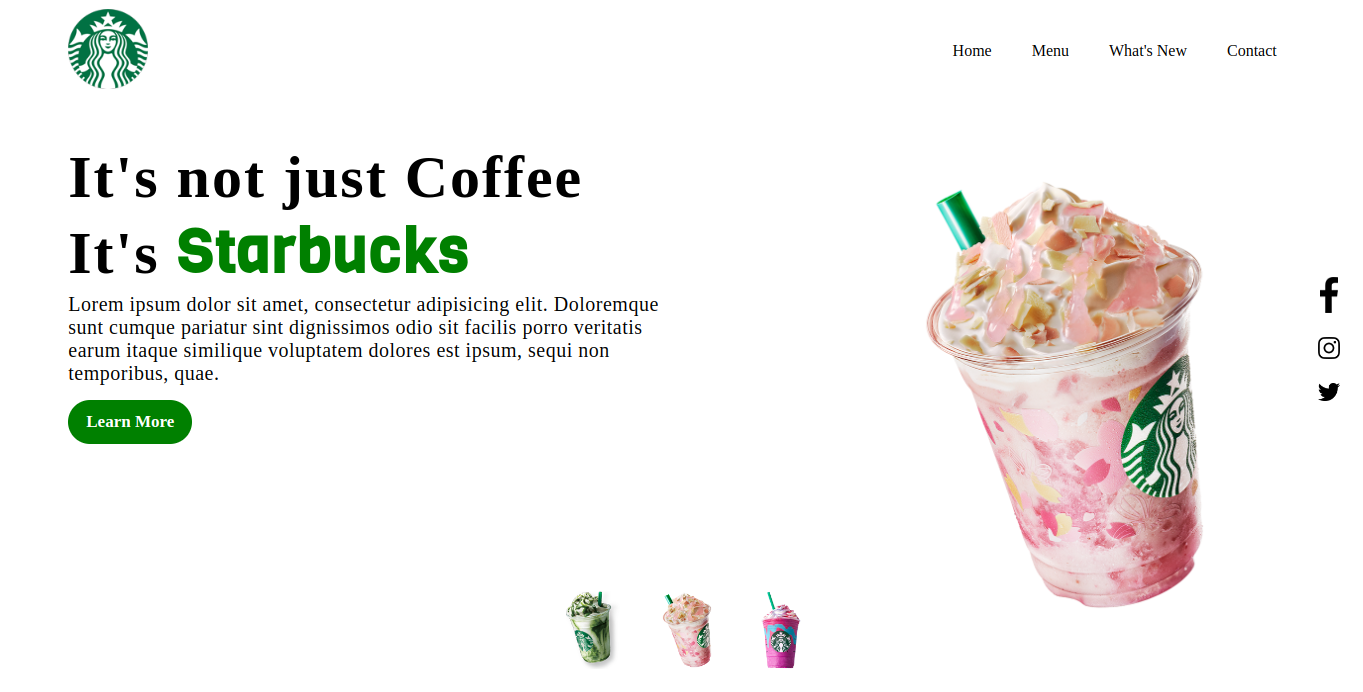 Home Menu What's New Contact
It's not just Coffee
It's Starbucks
Lorem ipsum dolor sit amet, consectetur adipisicing elit. Doloremque
sunt cumque pariatur sint dignissimos odio sit facilis porro veritatis
earum itaque similique voluptatem dolores est ipsum, sequi non
temporibus, quae.
Learn More